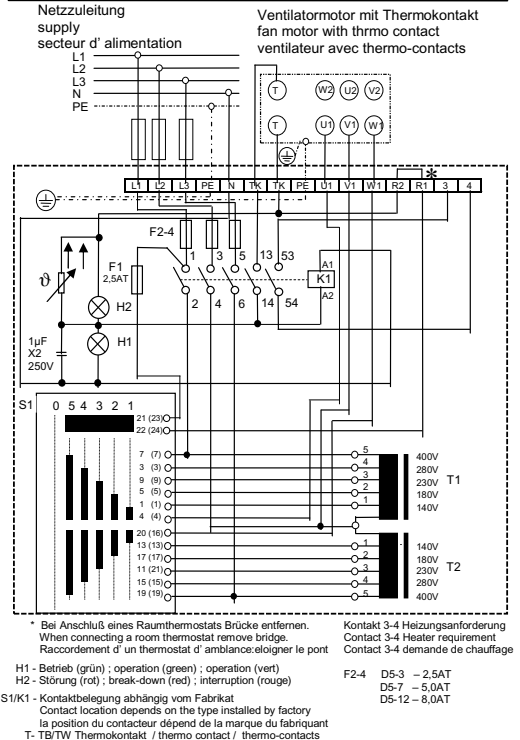 Netzzuleitung
supply
secteur d' alimentation
Ventilatormotor mit Thermokontakt
fan motor with thrmo contact
ventilateur avec thermo-contacts
L1
L2
L3
N
PE
T W2 U2 V2
T U1 V1 W1
L1 L2 L3 PE N TK TK PE U1 V1 W1 R2 R1 3 4
*
F2-4
F1
2,5AT
1 3 5 13 53
2 4 6 14 54
A1
K1
A2
ϑ
H2
H1
1µF
X2
250V
S1 0 5 4 3 2 1
21 (23)
22 (24)
7 (7)
3 (3)
9 (9)
5 (5)
1 (1)
4 (4)
20 (16)
13 (13)
17 (17)
11 (21)
15 (15)
19 (19)
5 400V
4 280V
3 230V
2 180V
1 140V
T1
1 140V
2 180V
3 230V
4 280V
5 400V
T2
* Bei Anschluß eines Raumthermostats Brücke entfernen.
When connecting a room thermostat remove bridge.
Raccordement d' un thermostat d' amblance:eloigner le pont
Kontakt 3-4 Heizungsanforderung
Contact 3-4 Heater requirement
Contact 3-4 demande de chauffage
H1 - Betrieb (grün) ; operation (green) ; operation (vert)
H2 - Störung (rot) ; break-down (red) ; interruption (rouge)
F2-4 D5-3 – 2,5AT
D5-7 – 5,0AT
D5-12 – 8,0AT
S1/K1 - Kontaktbelegung abhängig vom Fabrikat
Contact location depends on the type installed by factory
la position du contacteur dépend de la marque du fabriquant
T- TB/TW Thermokontakt / thermo contact / thermo-contacts